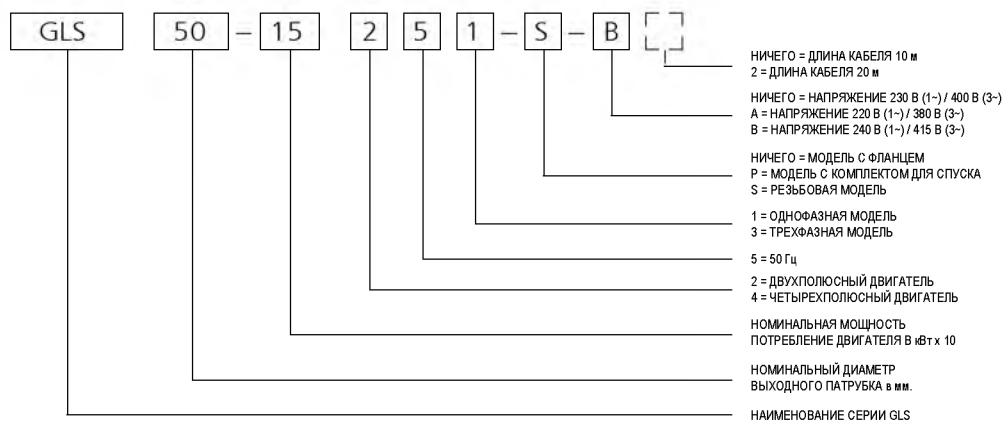 GLS 50 – 15 2 5 1 – S – B
НИЧЕГО = ДЛИНА КАБЕЛЯ 10 м
2 = ДЛИНА КАБЕЛЯ 20 м
НИЧЕГО = НАПРЯЖЕНИЕ 230 В (1~) / 400 В (3~)
A = НАПРЯЖЕНИЕ 220 В (1~) / 380 В (3~)
B = НАПРЯЖЕНИЕ 240 В (1~) / 415 В (3~)
НИЧЕГО = МОДЕЛЬ С ФЛАНЦЕМ
P = МОДЕЛЬ С КОМПЛЕКТОМ ДЛЯ СПУСКА
S = РЕЗЬБОВАЯ МОДЕЛЬ
1 = ОДНОФАЗНАЯ МОДЕЛЬ
3 = ТРЕХФАЗНАЯ МОДЕЛЬ
5 = 50 Гц
2 = ДВУХПОЛЮСНЫЙ ДВИГАТЕЛЬ
4 = ЧЕТЫРЕХПОЛЮСНЫЙ ДВИГАТЕЛЬ
НОМИНАЛЬНАЯ МОЩНОСТЬ
ПОТРЕБЛЕНИЕ ДВИГАТЕЛЯ В кВт x 10
НОМИНАЛЬНЫЙ ДИАМЕТР
ВЫХОДНОГО ПАТРУБКА в мм.
НАИМЕНОВАНИЕ СЕРИИ GLS